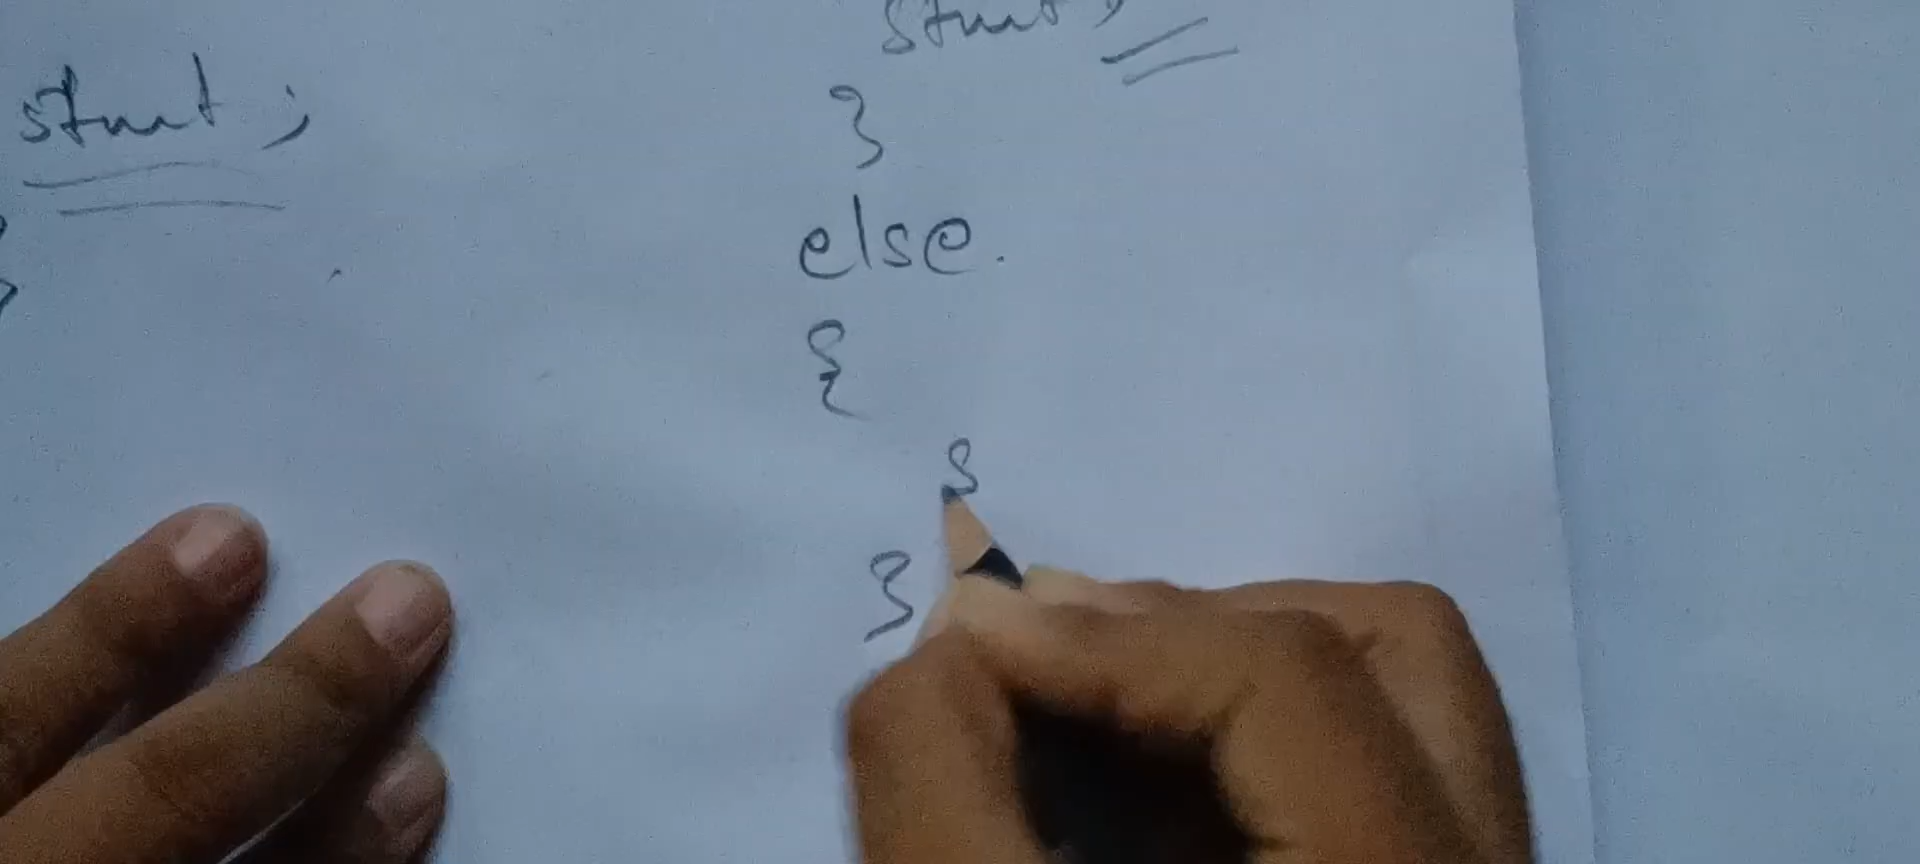 stmt;
}
stmt;
}
else.
{
s
}